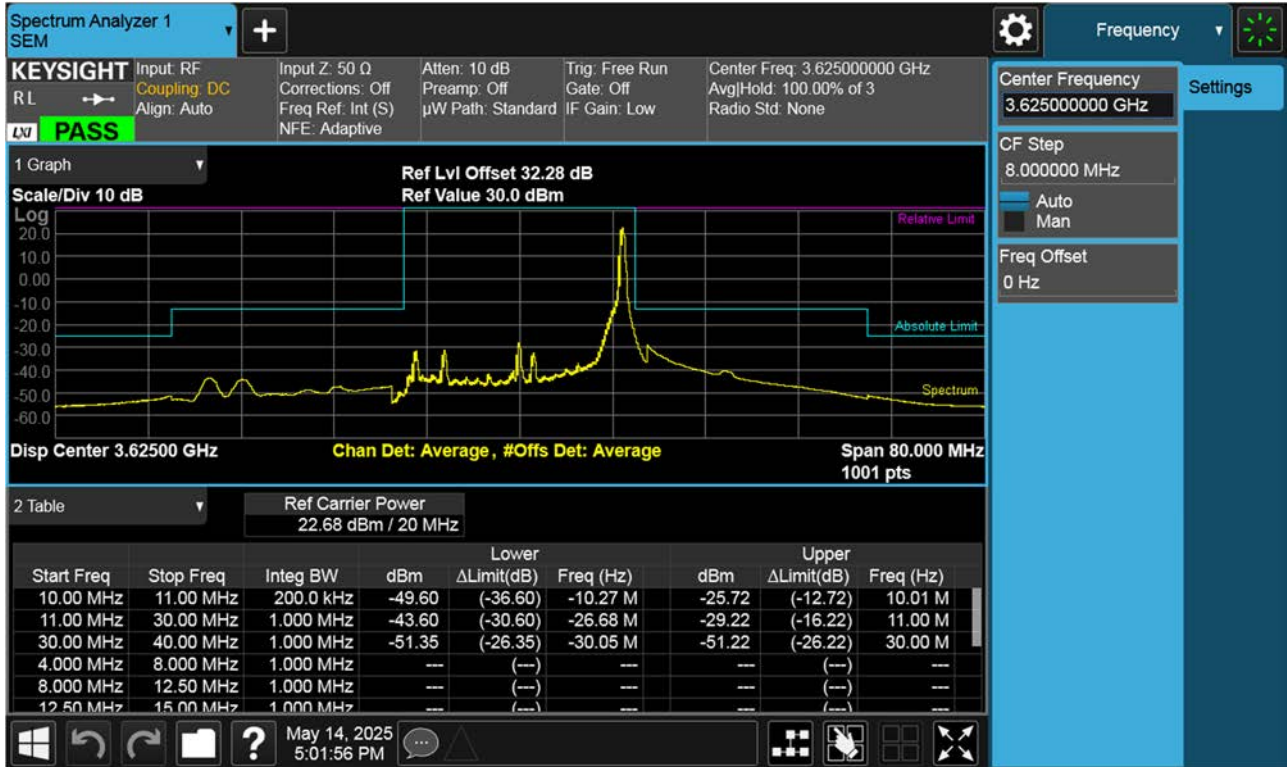 Spectrum Analyzer 1
SEM
Frequency
KEYSIGHT
RL
LXI
PASS
Input: RF
Coupling: DC
Align: Auto
Input Z: 50 Ω
Corrections: Off
Freq Ref: Int (S)
NFE: Adaptive
Atten: 10 dB
Preamp: Off
µW Path: Standard
Trig: Free Run
Gate: Off
IF Gain: Low
Center Freq: 3.625000000 GHz
Avg|Hold: 100.00% of 3
Radio Std: None
Center Frequency
3.625000000 GHz
Settings
CF Step
8.000000 MHz
Auto
Man
Freq Offset
0 Hz
1 Graph
Ref Lvl Offset 32.28 dB
Scale/Div 10 dB
Ref Value 30.0 dBm
Log
20.0
10.0
0.00
-10.0
-20.0
-30.0
-40.0
-50.0
-60.0
Relative Limit
Absolute Limit
Spectrum
Disp Center 3.62500 GHz
Chan Det: Average, #Offs Det: Average
Span 80.000 MHz
1001 pts
2 Table
Ref Carrier Power
22.68 dBm / 20 MHz
Lower Upper
Start Freq Stop Freq Integ BW dBm ΔLimit(dB) Freq (Hz) dBm ΔLimit(dB) Freq (Hz)
10.00 MHz 11.00 MHz 200.0 kHz -49.60 (-36.60) -10.27 M -25.72 (-12.72) 10.01 M
11.00 MHz 30.00 MHz 1.000 MHz -43.60 (-30.60) -26.68 M -29.22 (-16.22) 11.00 M
30.00 MHz 40.00 MHz 1.000 MHz -51.35 (-26.35) -30.05 M -51.22 (-26.22) 30.00 M
4.000 MHz 8.000 MHz 1.000 MHz --- (---) --- --- (---) ---
8.000 MHz 12.50 MHz 1.000 MHz --- (---) --- --- (---) ---
12.50 MHz 15.00 MHz 1.000 MHz --- (---) --- --- (---) ---
May 14, 2025
5:01:56 PM